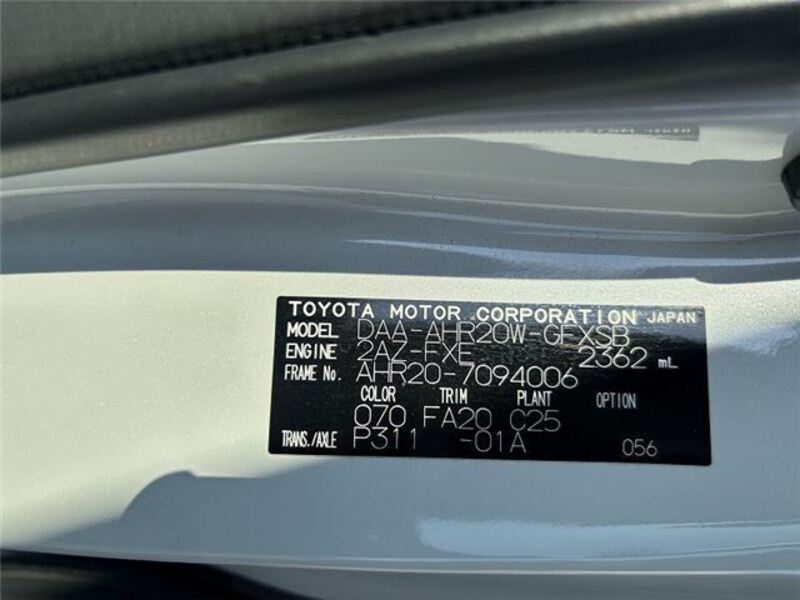 TOYOTA MOTOR CORPORATION JAPAN
MODEL DAA-AHR20W-GFXSB
ENGINE 2AZ-FXE 2362 mL
FRAME No. AHR20-7094006
COLOR TRIM PLANT OPTION
070 FA20 C25
TRANS./AXLE P311 -01A 056